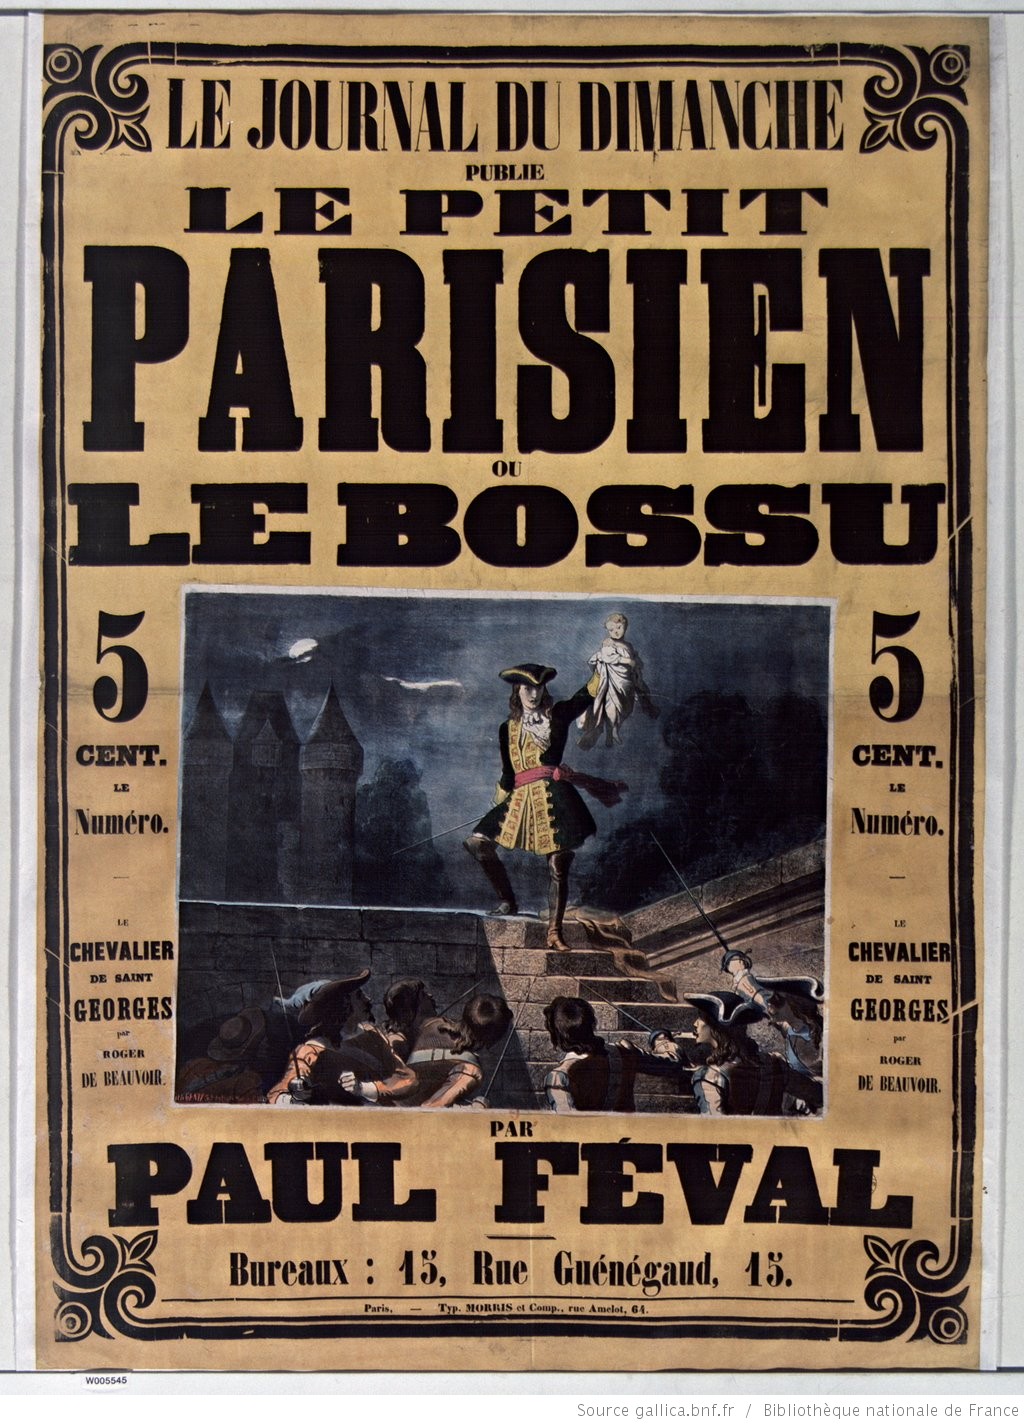 LE JOURNAL DU DIMANCHE
PUBLIE
LE PETIT
PARISIEN
OU
LE BOSSU
5
CENT.
LE
Numéro.
LE
CHEVALIER
DE SAINT
GEORGES
par
ROGER
DE BEAUVOIR.
5
CENT.
LE
Numéro.
LE
CHEVALIER
DE SAINT
GEORGES
par
ROGER
DE BEAUVOIR.
PAR
PAUL FÉVAL
Bureaux : 15, Rue Guénégaud, 15.
Paris. — Typ. MORRIS et Comp., rue Amelot, 64.
W005545
Source gallica.bnf.fr / Bibliothèque nationale de France